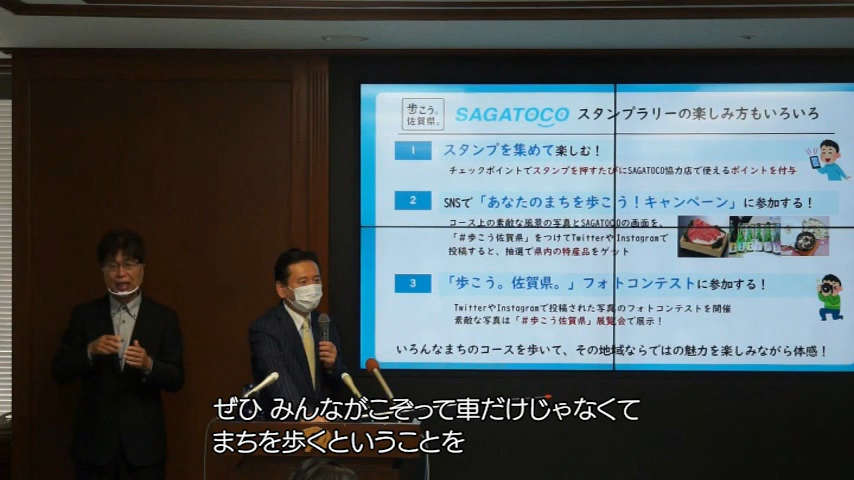 歩こう。
佐賀県。
SAGATOCO スタンプラリーの楽しみ方もいろいろ
1 スタンプを集めて楽しむ！
チェックポイントでスタンプを押すたびにSAGATOCO協力店で使えるポイントを付与
2 SNSで「あなたのまちを歩こう！キャンペーン」に参加する！
コース上の素敵な風景の写真とSAGATOCOの画面を、
「＃歩こう佐賀県」をつけてTwitterやInstagramで
投稿すると、抽選で県内の特産品をゲット
3 「歩こう。佐賀県。」フォトコンテストに参加する！
TwitterやInstagramで投稿された写真のフォトコンテストを開催
素敵な写真は「＃歩こう佐賀県」展覧会で展示！
いろんなまちのコースを歩いて、その地域ならではの魅力を楽しみながら体感！
ぜひ みんながこぞって車だけじゃなくて
まちを歩くということを